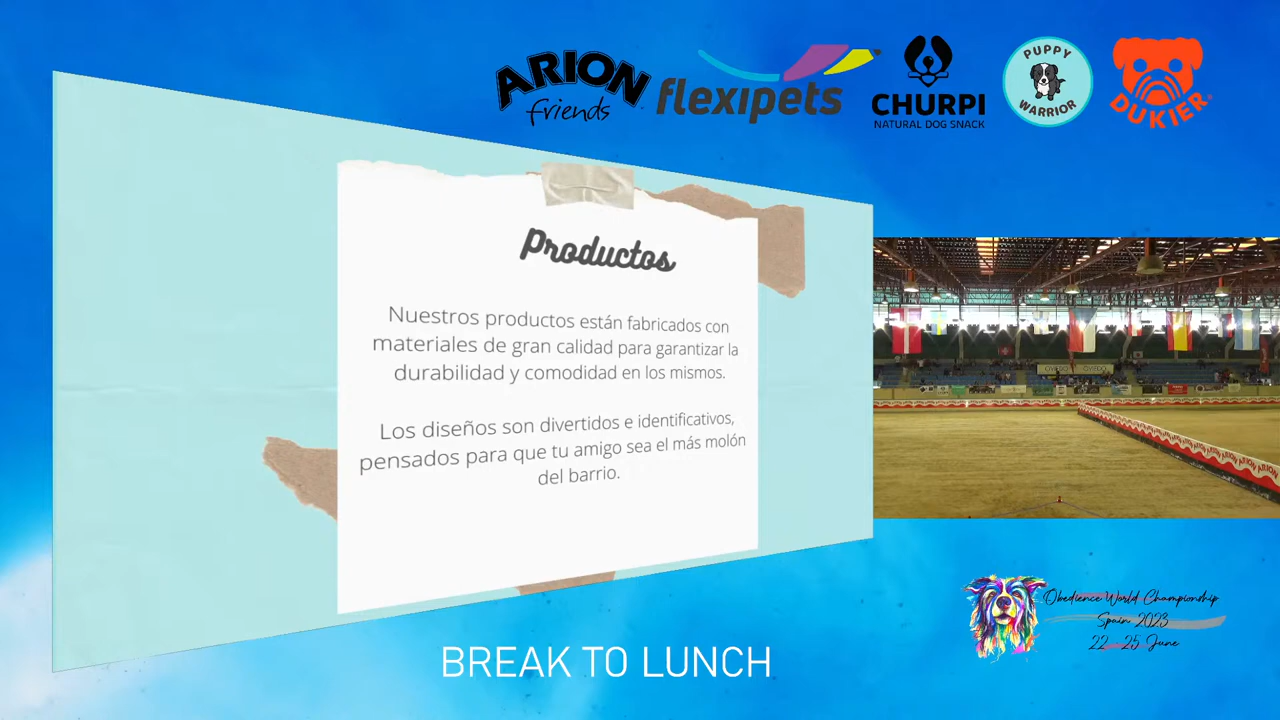 ARION
friends
flexipets
CHURPI
NATURAL DOG SNACK
PUPPY
WARRIOR
DUKIER
Productos
Nuestros productos están fabricados con
materiales de gran calidad para garantizar la
durabilidad y comodidad en los mismos.
Los diseños son divertidos e identificativos,
pensados para que tu amigo sea el más molón
del barrio.
Obedience World Championship
Spain 2023
22 - 25 June
BREAK TO LUNCH